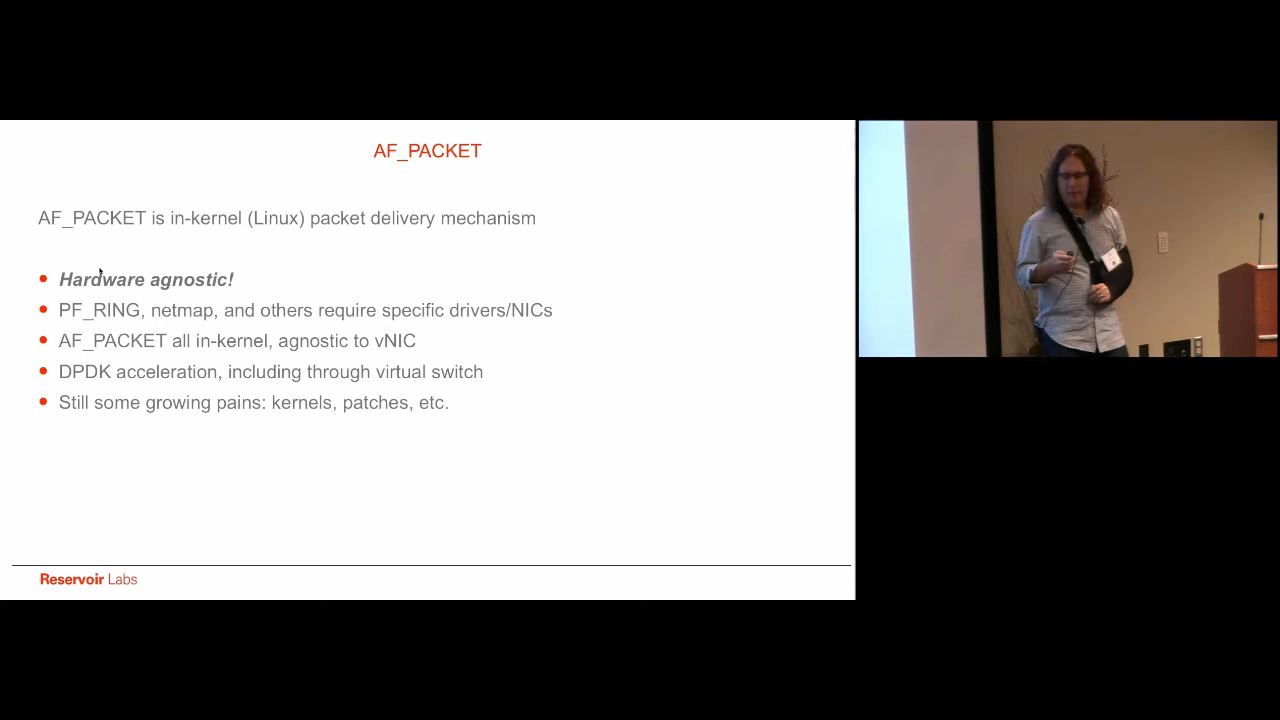 AF_PACKET
AF_PACKET is in-kernel (Linux) packet delivery mechanism
Hardware agnostic!
PF_RING, netmap, and others require specific drivers/NICs
AF_PACKET all in-kernel, agnostic to vNIC
DPDK acceleration, including through virtual switch
Still some growing pains: kernels, patches, etc.
Reservoir Labs